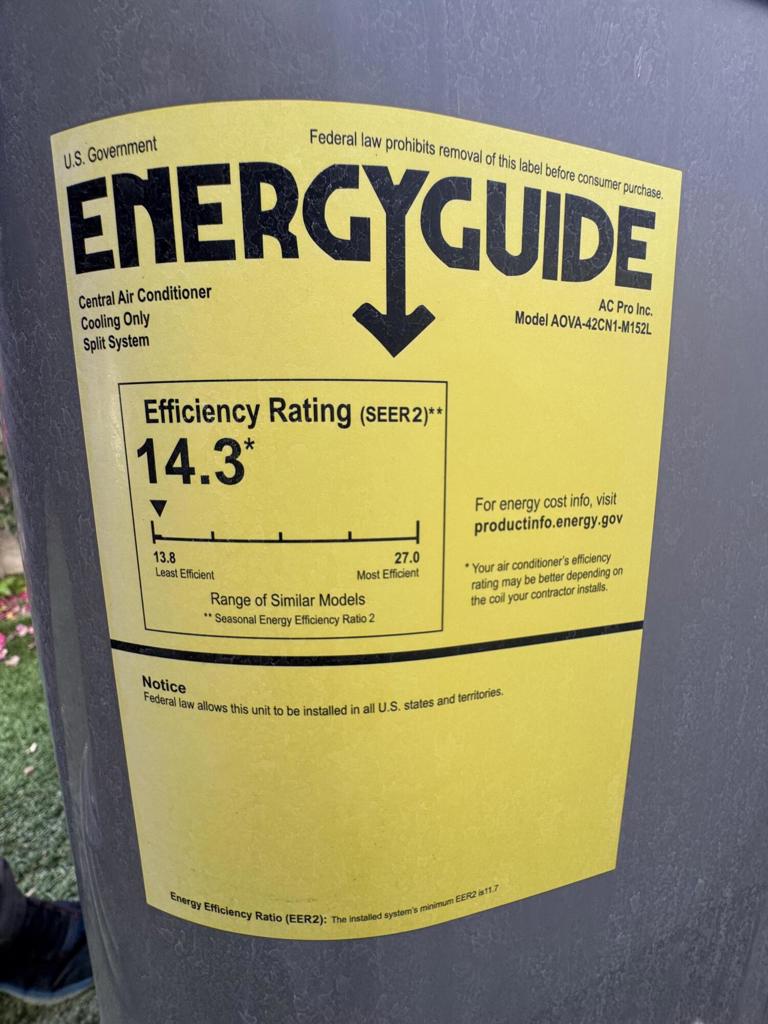 U.S. Government
Federal law prohibits removal of this label before consumer purchase.
ENERGYGUIDE
Central Air Conditioner
Cooling Only
Split System
AC Pro Inc.
Model AOVA-42CN1-M152L
Efficiency Rating (SEER2)**
14.3*
13.8
Least Efficient
27.0
Most Efficient
Range of Similar Models
** Seasonal Energy Efficiency Ratio 2
For energy cost info, visit
productinfo.energy.gov
* Your air conditioner's efficiency
rating may be better depending on
the coil your contractor installs.
Notice
Federal law allows this unit to be installed in all U.S. states and territories.
Energy Efficiency Ratio (EER2): The installed system's minimum EER2 is11.7